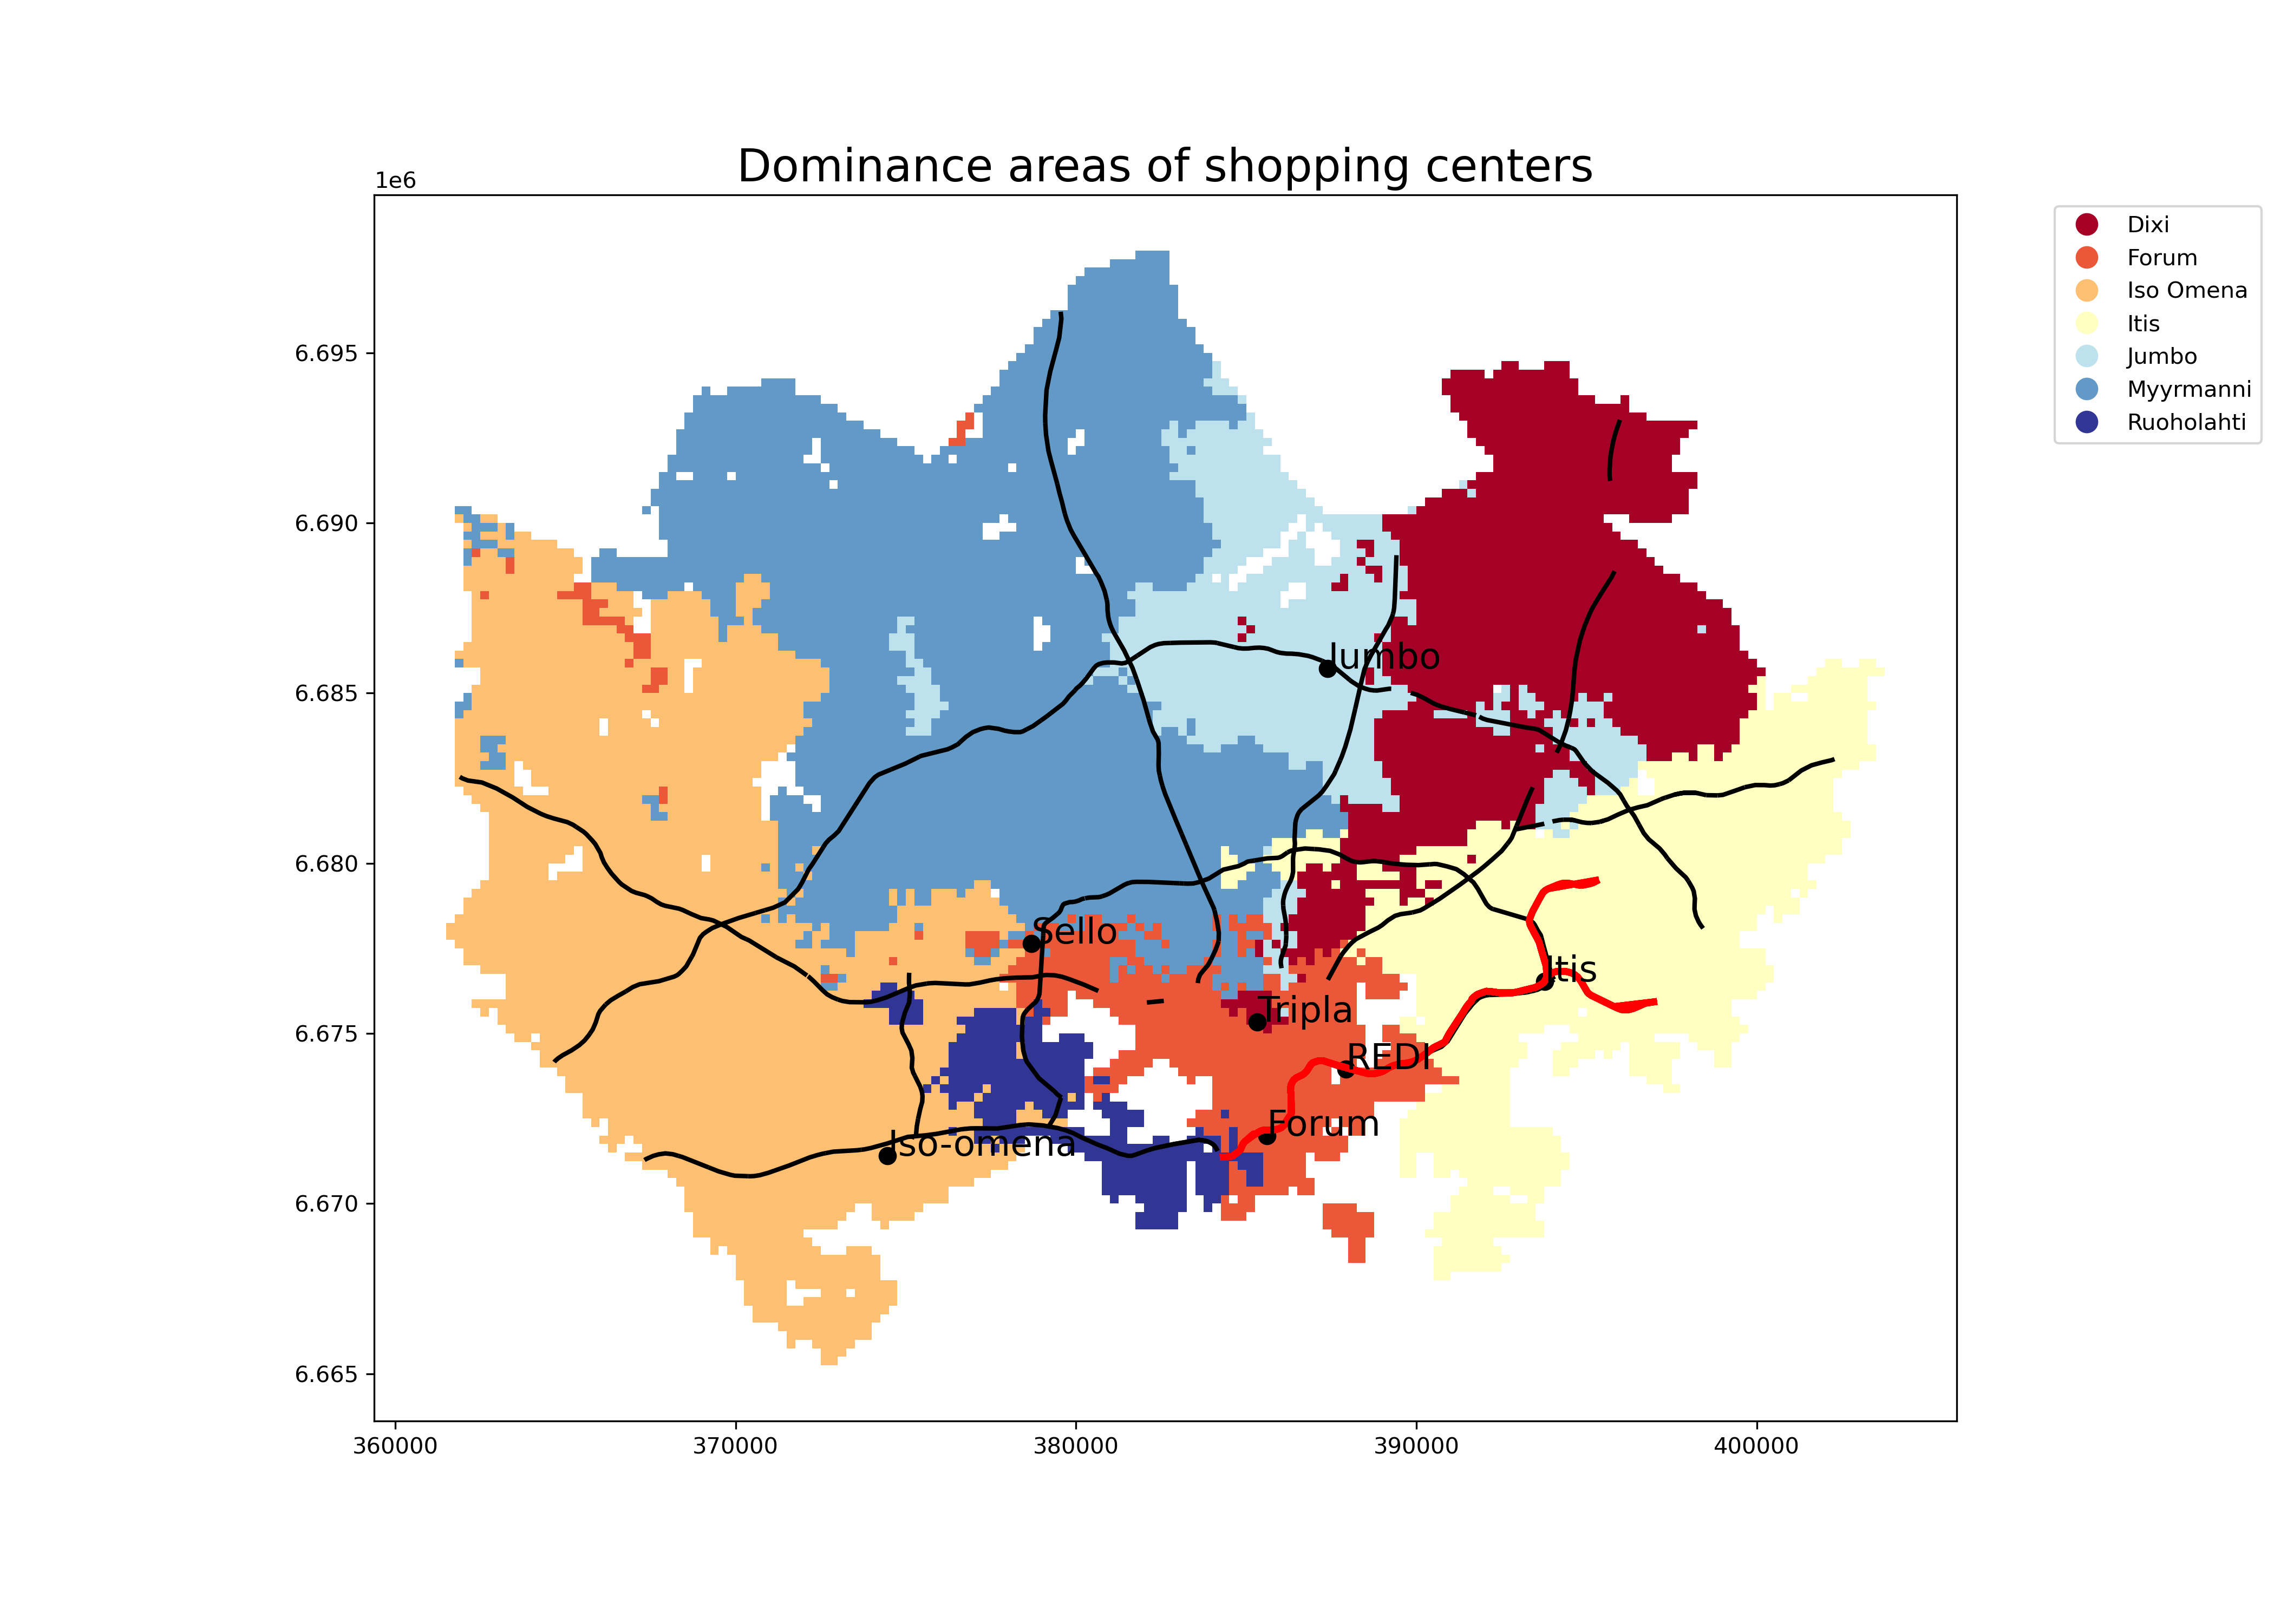 Dominance areas of shopping centers
1e6
Dixi
Forum
Iso Omena
Itis
Jumbo
Myyrmanni
Ruoholahti
6.695
6.690
6.685
6.680
6.675
6.670
6.665
Jumbo
Sello
Itis
Tripla
REDI
Forum
Iso-omena
360000
370000
380000
390000
400000